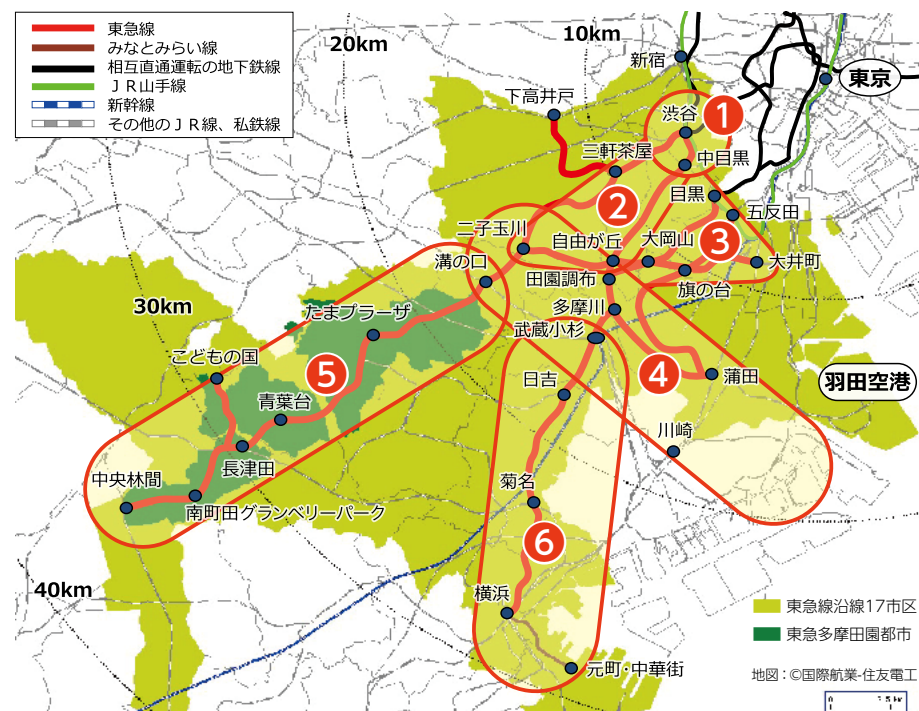 東急線
みなとみらい線
相互直通運転の地下鉄線
JR山手線
新幹線
その他のJR線、私鉄線
20km
10km
新宿
東京
下高井戸
渋谷
1
三軒茶屋
中目黒
目黒
2
五反田
二子玉川
自由が丘
大岡山
3
溝の口
大井町
田園調布
旗の台
30km
たまプラーザ
多摩川
武蔵小杉
こどもの国
5
日吉
4
蒲田
羽田空港
青葉台
川崎
長津田
中央林間
菊名
南町田グランベリーパーク
6
40km
横浜
東急線沿線17市区
東急多摩田園都市
元町・中華街
地図：©国際航業-住友電工